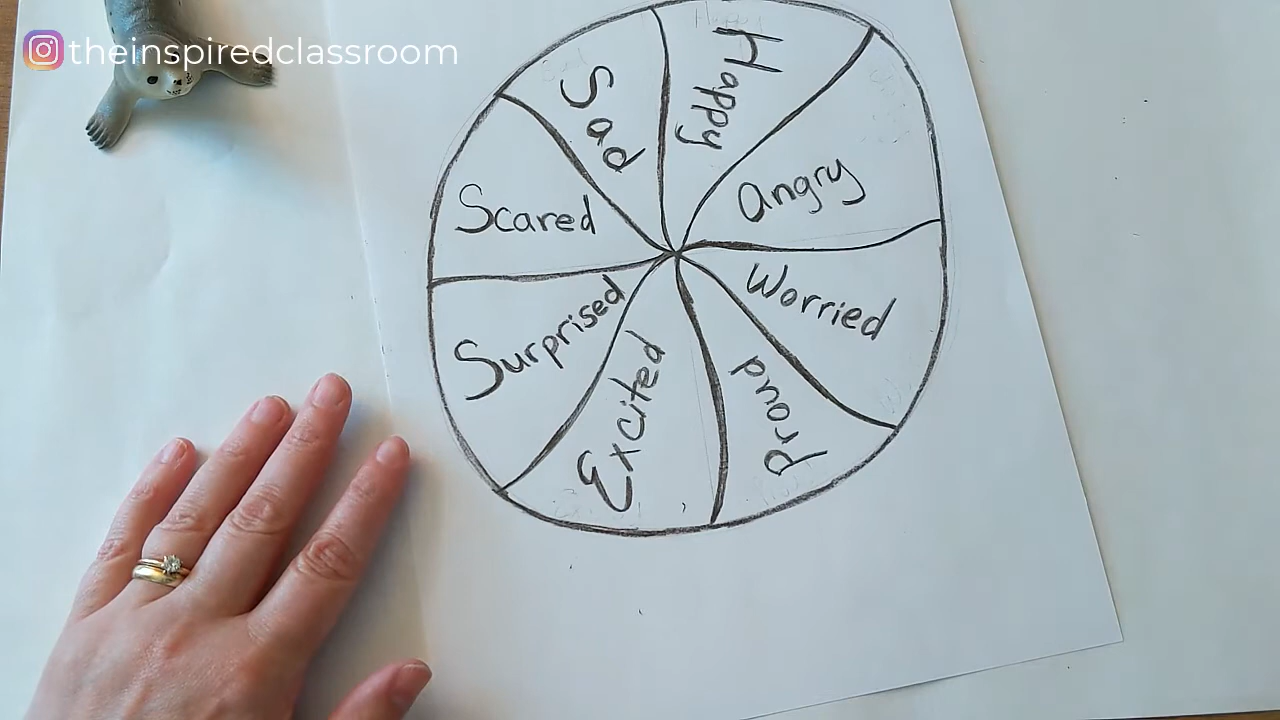 theinspiredclassroom
Happy
Angry
Worried
Proud
Excited
Surprised
Scared
Sad